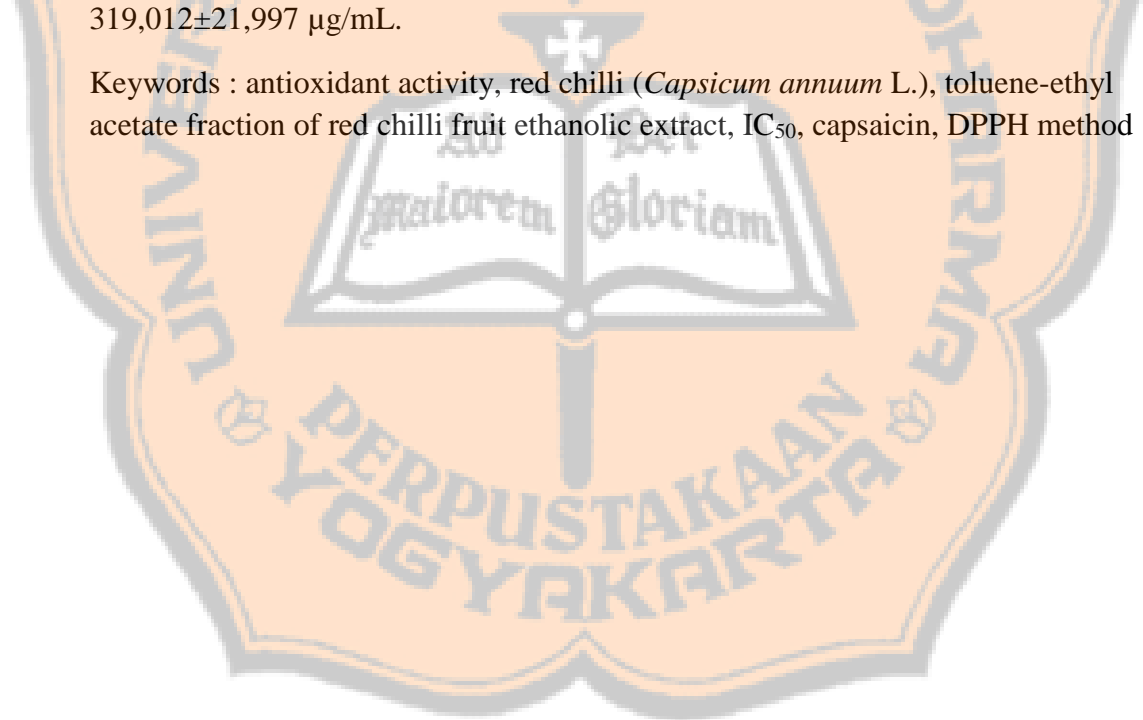 319,012±21,997 µg/mL.
Keywords : antioxidant activity, red chilli (Capsicum annuum L.), toluene-ethyl
acetate fraction of red chilli fruit ethanolic extract, IC50, capsaicin, DPPH method
Ad Dei
Maiorem Gloriam
PERPUSTAKAAN
YOGYAKARTA